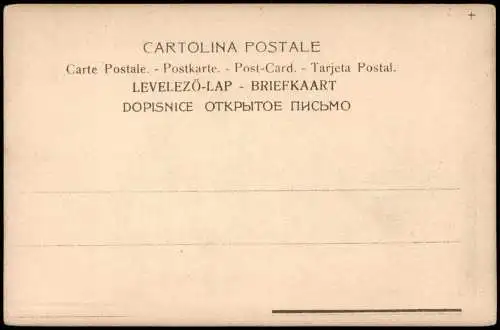 CARTOLINA POSTALE
Carte Postale. - Postkarte. - Post-Card. - Tarjeta Postal.
LEVELEZŐ-LAP - BRIEFKAART
DOPISNICE ОТКРЫТОЕ ПИСЬМО